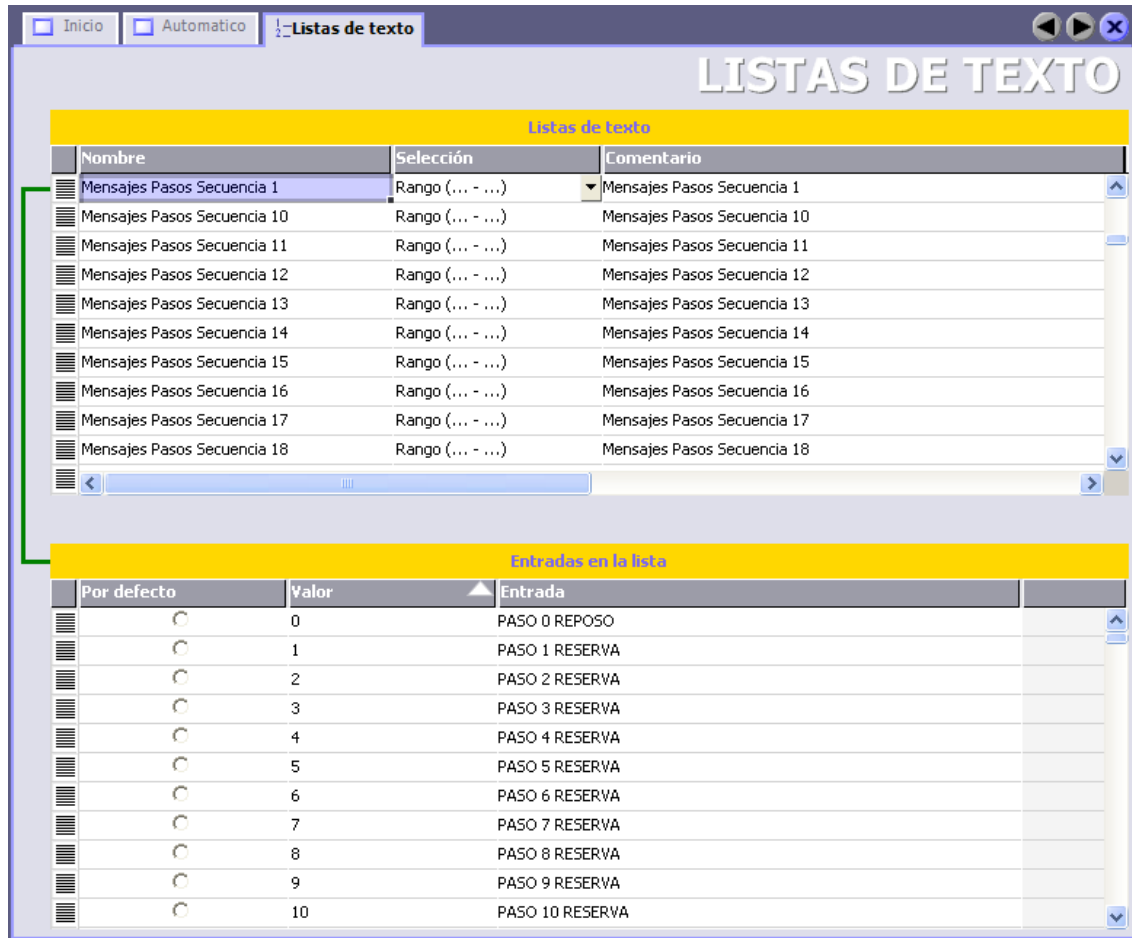 Inicio Automatico Listas de texto
LISTAS DE TEXTO
Listas de texto
Nombre Selección Comentario
Mensajes Pasos Secuencia 1 Rango (... - ...) Mensajes Pasos Secuencia 1
Mensajes Pasos Secuencia 10 Rango (... - ...) Mensajes Pasos Secuencia 10
Mensajes Pasos Secuencia 11 Rango (... - ...) Mensajes Pasos Secuencia 11
Mensajes Pasos Secuencia 12 Rango (... - ...) Mensajes Pasos Secuencia 12
Mensajes Pasos Secuencia 13 Rango (... - ...) Mensajes Pasos Secuencia 13
Mensajes Pasos Secuencia 14 Rango (... - ...) Mensajes Pasos Secuencia 14
Mensajes Pasos Secuencia 15 Rango (... - ...) Mensajes Pasos Secuencia 15
Mensajes Pasos Secuencia 16 Rango (... - ...) Mensajes Pasos Secuencia 16
Mensajes Pasos Secuencia 17 Rango (... - ...) Mensajes Pasos Secuencia 17
Mensajes Pasos Secuencia 18 Rango (... - ...) Mensajes Pasos Secuencia 18
Entradas en la lista
Por defecto Valor Entrada
0 PASO 0 REPOSO
1 PASO 1 RESERVA
2 PASO 2 RESERVA
3 PASO 3 RESERVA
4 PASO 4 RESERVA
5 PASO 5 RESERVA
6 PASO 6 RESERVA
7 PASO 7 RESERVA
8 PASO 8 RESERVA
9 PASO 9 RESERVA
10 PASO 10 RESERVA